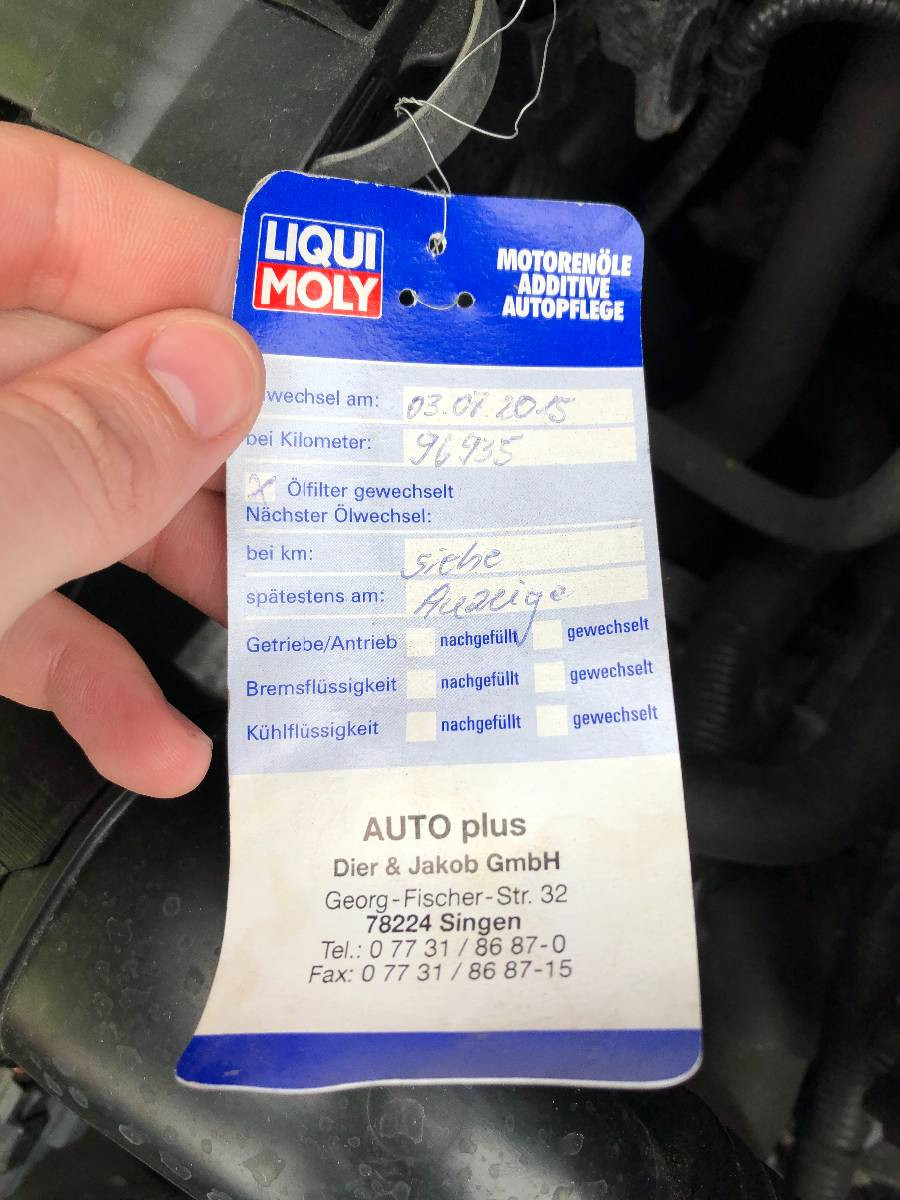 LIQUI
MOLY
MOTORENÖLE
ADDITIVE
AUTOPFLEGE
wechsel am: 03.07.2015
bei Kilometer: 96935
x Ölfilter gewechselt
Nächster Ölwechsel:
bei km: siehe
spätestens am: Anzeige
Getriebe/Antrieb nachgefüllt gewechselt
Bremsflüssigkeit nachgefüllt gewechselt
Kühlflüssigkeit nachgefüllt gewechselt
AUTO plus
Dier & Jakob GmbH
Georg-Fischer-Str. 32
78224 Singen
Tel.: 0 77 31 / 86 87-0
Fax: 0 77 31 / 86 87-15